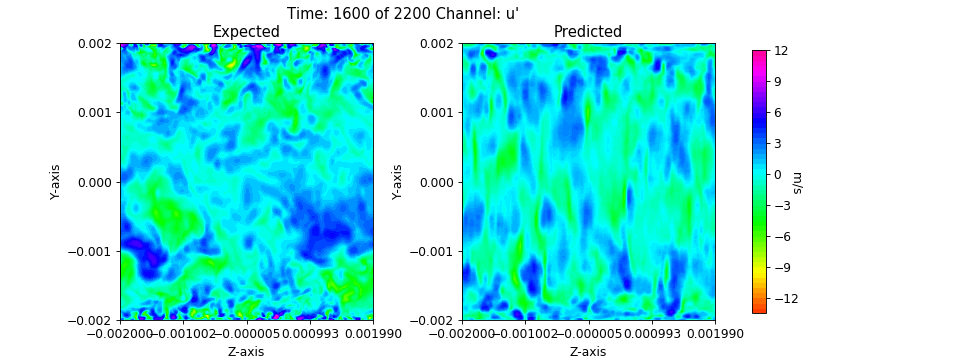 Time: 1600 of 2200 Channel: u'
Expected
Predicted
0.002
0.001
0.000
−0.001
−0.002
Y-axis
−0.002000 −0.001002 −0.000005 0.000993 0.001990
Z-axis
0.002
0.001
0.000
−0.001
−0.002
Y-axis
−0.002000 −0.001002 −0.000005 0.000993 0.001990
Z-axis
12
9
6
3
0
−3
−6
−9
−12
m/s